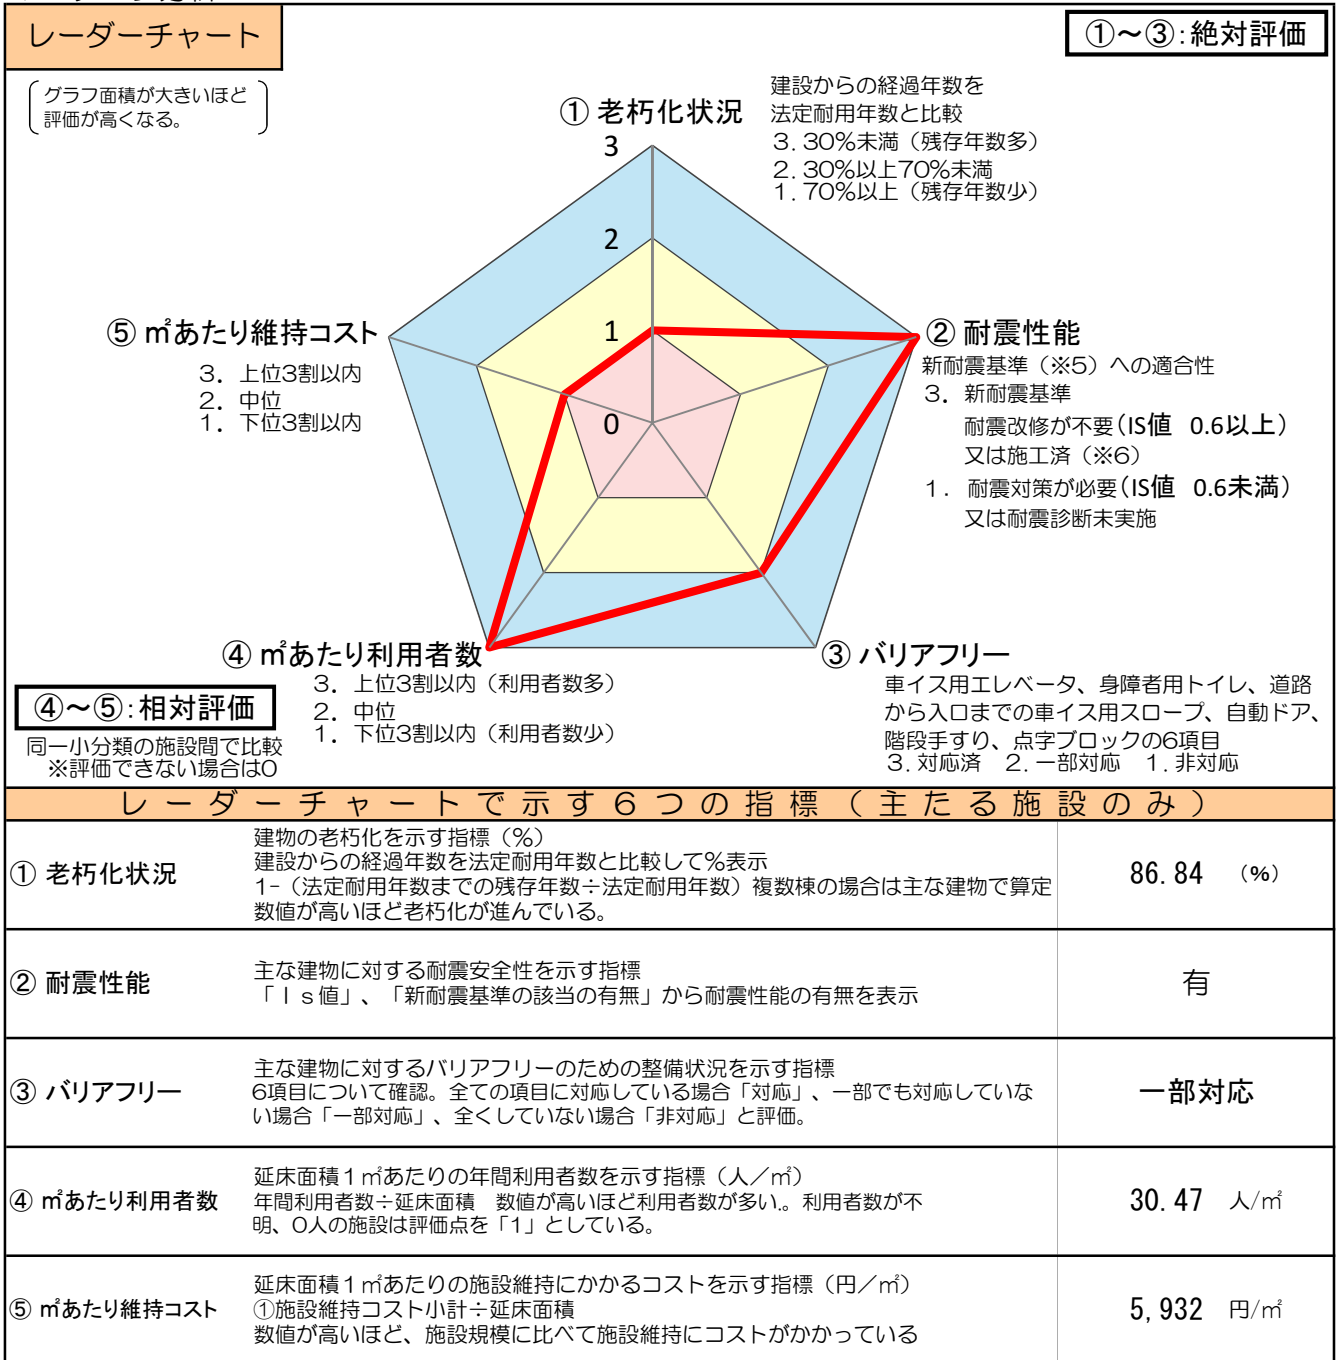 レーダーチャート
①～③:絶対評価
グラフ面積が大きいほど
評価が高くなる。
① 老朽化状況
建設からの経過年数を
法定耐用年数と比較
3. 30%未満（残存年数多）
2. 30%以上70%未満
1. 70%以上（残存年数少）
3
2
1
0
② 耐震性能
新耐震基準（※5）への適合性
3. 新耐震基準
耐震改修が不要(IS値 0.6以上)
又は施工済（※6）
1. 耐震対策が必要(IS値 0.6未満)
又は耐震診断未実施
⑤ ㎡あたり維持コスト
3. 上位3割以内
2. 中位
1. 下位3割以内
③ バリアフリー
車イス用エレベータ、身障者用トイレ、道路
から入口までの車イス用スロープ、自動ドア、
階段手すり、点字ブロックの6項目
3. 対応済 2. 一部対応 1. 非対応
④ ㎡あたり利用者数
3. 上位3割以内（利用者数多）
2. 中位
1. 下位3割以内（利用者数少）
④～⑤:相対評価
同一小分類の施設間で比較
※評価できない場合は0
レーダーチャートで示す6つの指標（主たる施設のみ）
① 老朽化状況
建物の老朽化を示す指標（%）
建設からの経過年数を法定耐用年数と比較して%表示
1-（法定耐用年数までの残存年数÷法定耐用年数）複数棟の場合は主な建物で算定
数値が高いほど老朽化が進んでいる。
86.84 （%）
② 耐震性能
主な建物に対する耐震安全性を示す指標
「Ｉｓ値」、「新耐震基準の該当の有無」から耐震性能の有無を表示
有
③ バリアフリー
主な建物に対するバリアフリーのための整備状況を示す指標
6項目について確認。全ての項目に対応している場合「対応」、一部でも対応していな
い場合「一部対応」、全くしていない場合「非対応」と評価。
一部対応
④ ㎡あたり利用者数
延床面積１㎡あたりの年間利用者数を示す指標（人／㎡）
年間利用者数÷延床面積 数値が高いほど利用者数が多い。利用者数が不
明、0人の施設は評価点を「1」としている。
30.47 人/㎡
⑤ ㎡あたり維持コスト
延床面積１㎡あたりの施設維持にかかるコストを示す指標（円／㎡）
①施設維持コスト小計÷延床面積
数値が高いほど、施設規模に比べて施設維持にコストがかかっている
5,932 円/㎡